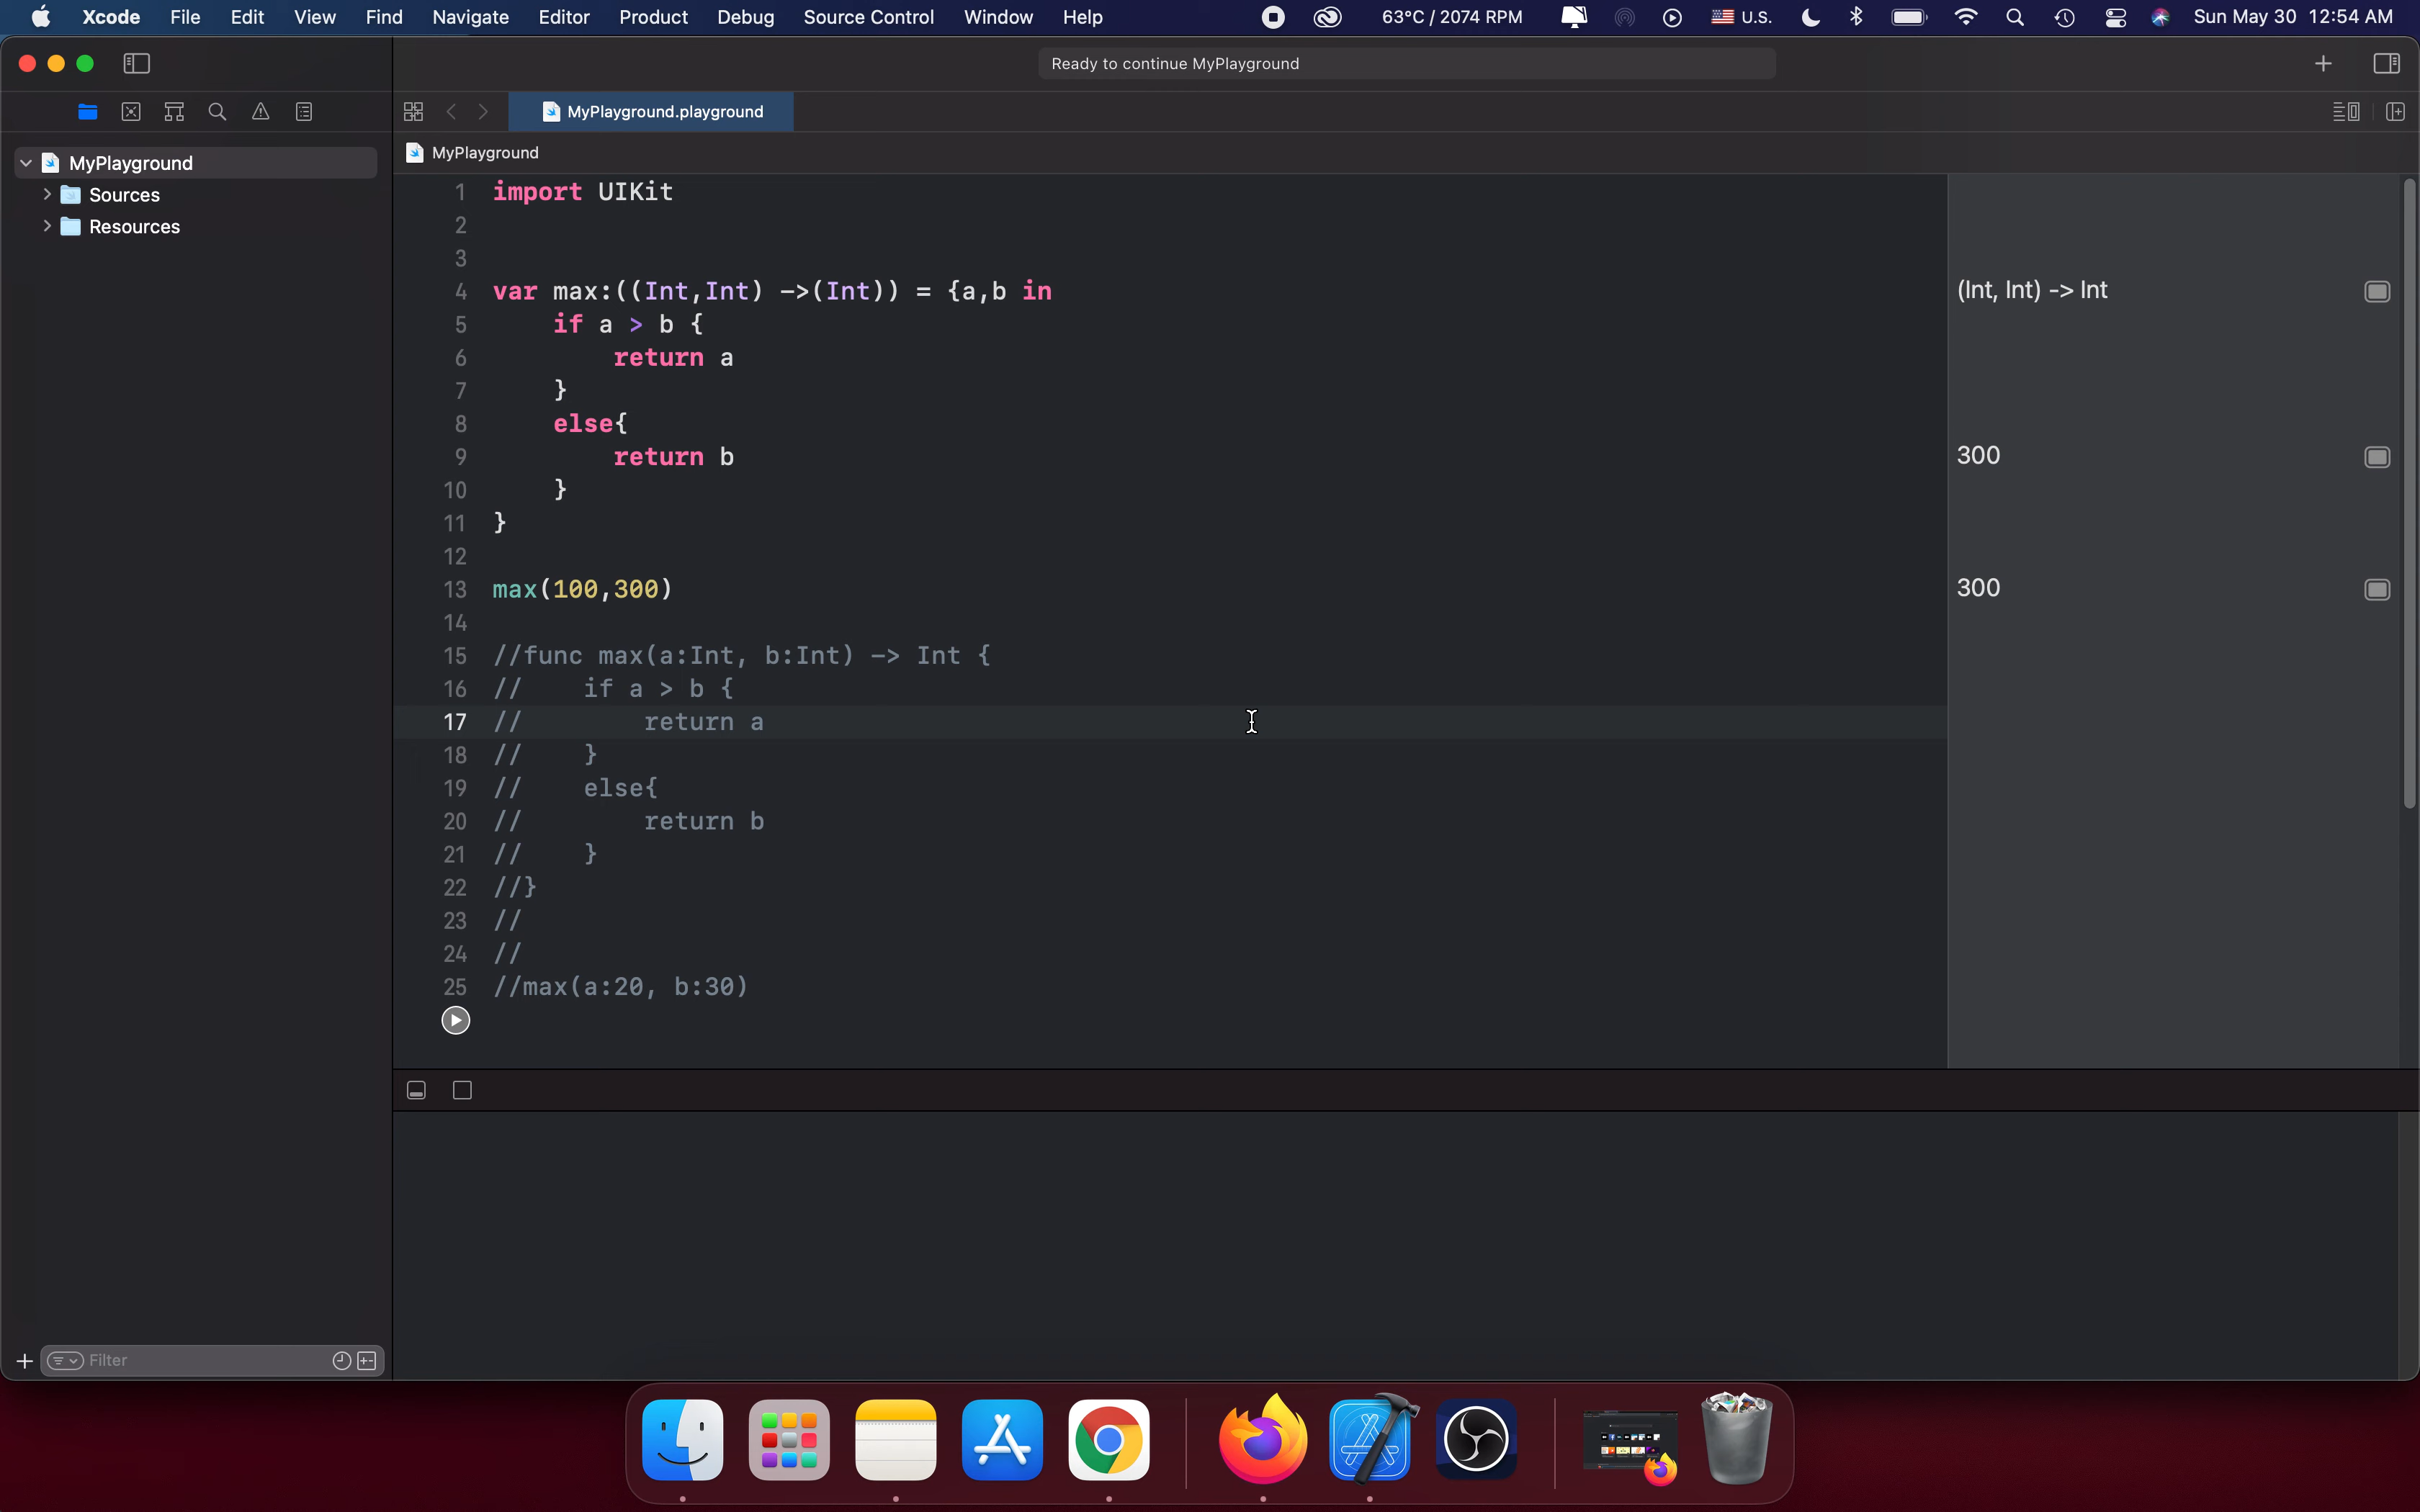 Xcode File Edit View Find Navigate Editor Product Debug Source Control Window Help 63°C / 2074 RPM U.S. Sun May 30 12:54 AM
Ready to continue MyPlayground
MyPlayground.playground
MyPlayground
Sources
Resources
MyPlayground
1 import UIKit
2
3
4 var max:((Int,Int) ->(Int)) = {a,b in
(Int, Int) -> Int
5 if a > b {
6 return a
7 }
8 else{
9 return b
300
10 }
11 }
12
13 max(100,300)
300
14
15 //func max(a:Int, b:Int) -> Int {
16 // if a > b {
17 // return a
18 // }
19 // else{
20 // return b
21 // }
22 //}
23 //
24 //
25 //max(a:20, b:30)
Filter